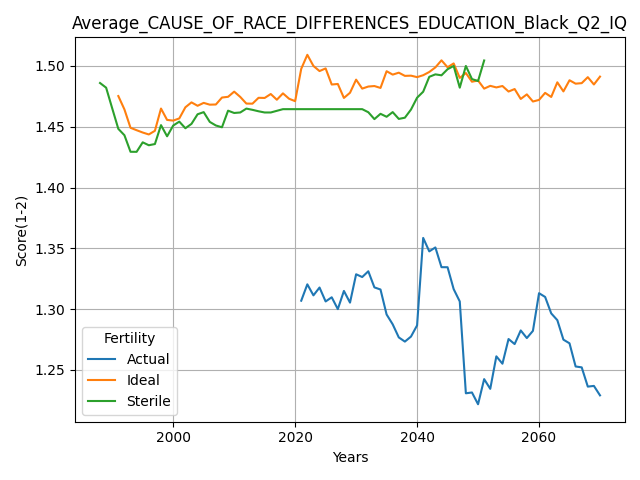 Average_CAUSE_OF_RACE_DIFFERENCES_EDUCATION_Black_Q2_IQ
Score(1-2)
1.50
1.45
1.40
1.35
1.30
1.25
Fertility
Actual
Ideal
Sterile
2000
2020
2040
2060
Years